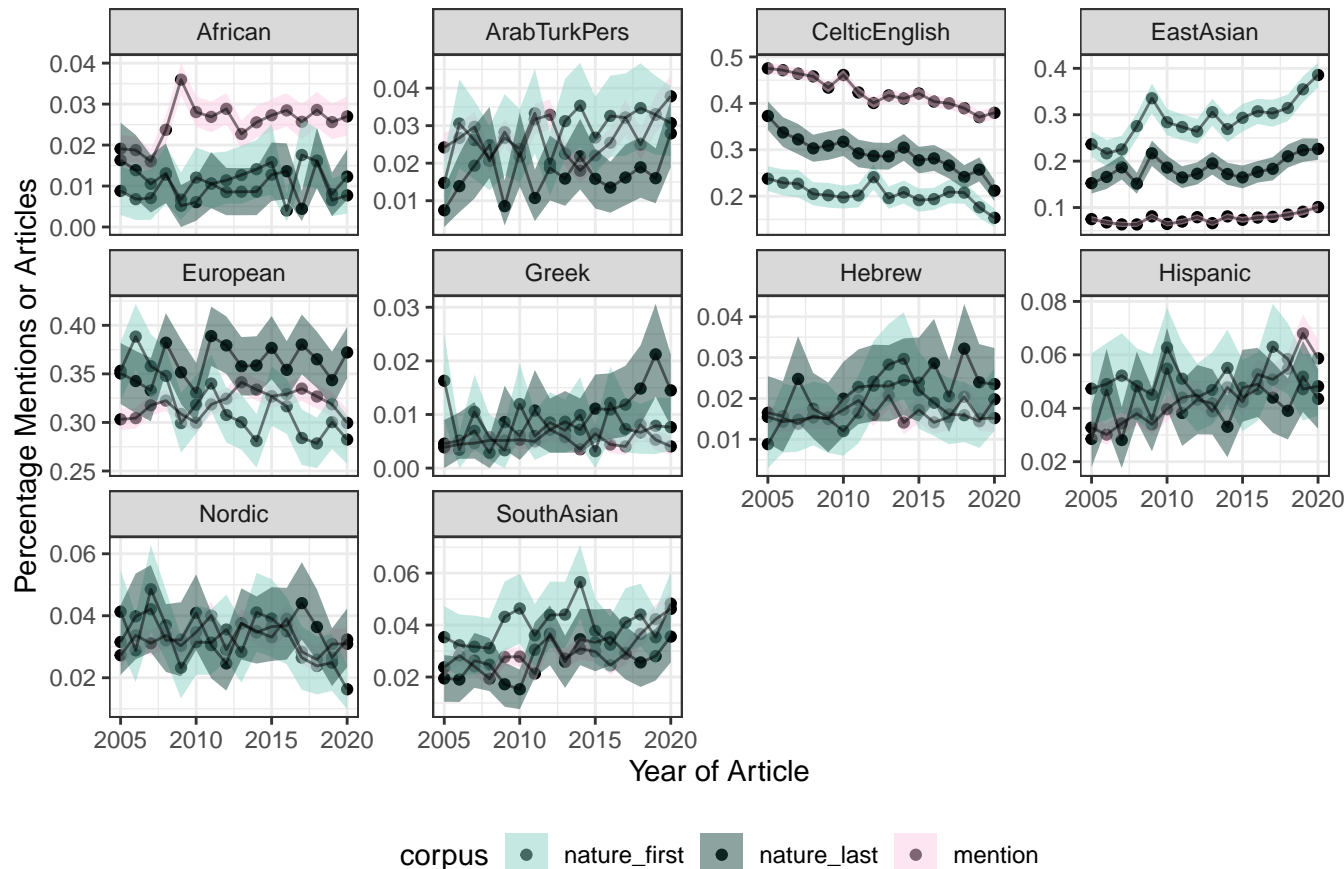 African ArabTurkPers CelticEnglish EastAsian
0.04 0.03 0.02 0.01 0.00
0.04 0.03 0.02 0.01
0.5 0.4 0.3 0.2
0.4 0.3 0.2 0.1
European Greek Hebrew Hispanic
0.40 0.35 0.30 0.25
0.03 0.02 0.01 0.00
0.04 0.03 0.02 0.01
0.08 0.06 0.04 0.02
2005 2010 2015 2020 2005 2010 2015 2020
Nordic SouthAsian
0.06 0.04 0.02
0.06 0.04 0.02
2005 2010 2015 2020 2005 2010 2015 2020
Percentage Mentions or Articles
Year of Article
corpus nature_first nature_last mention